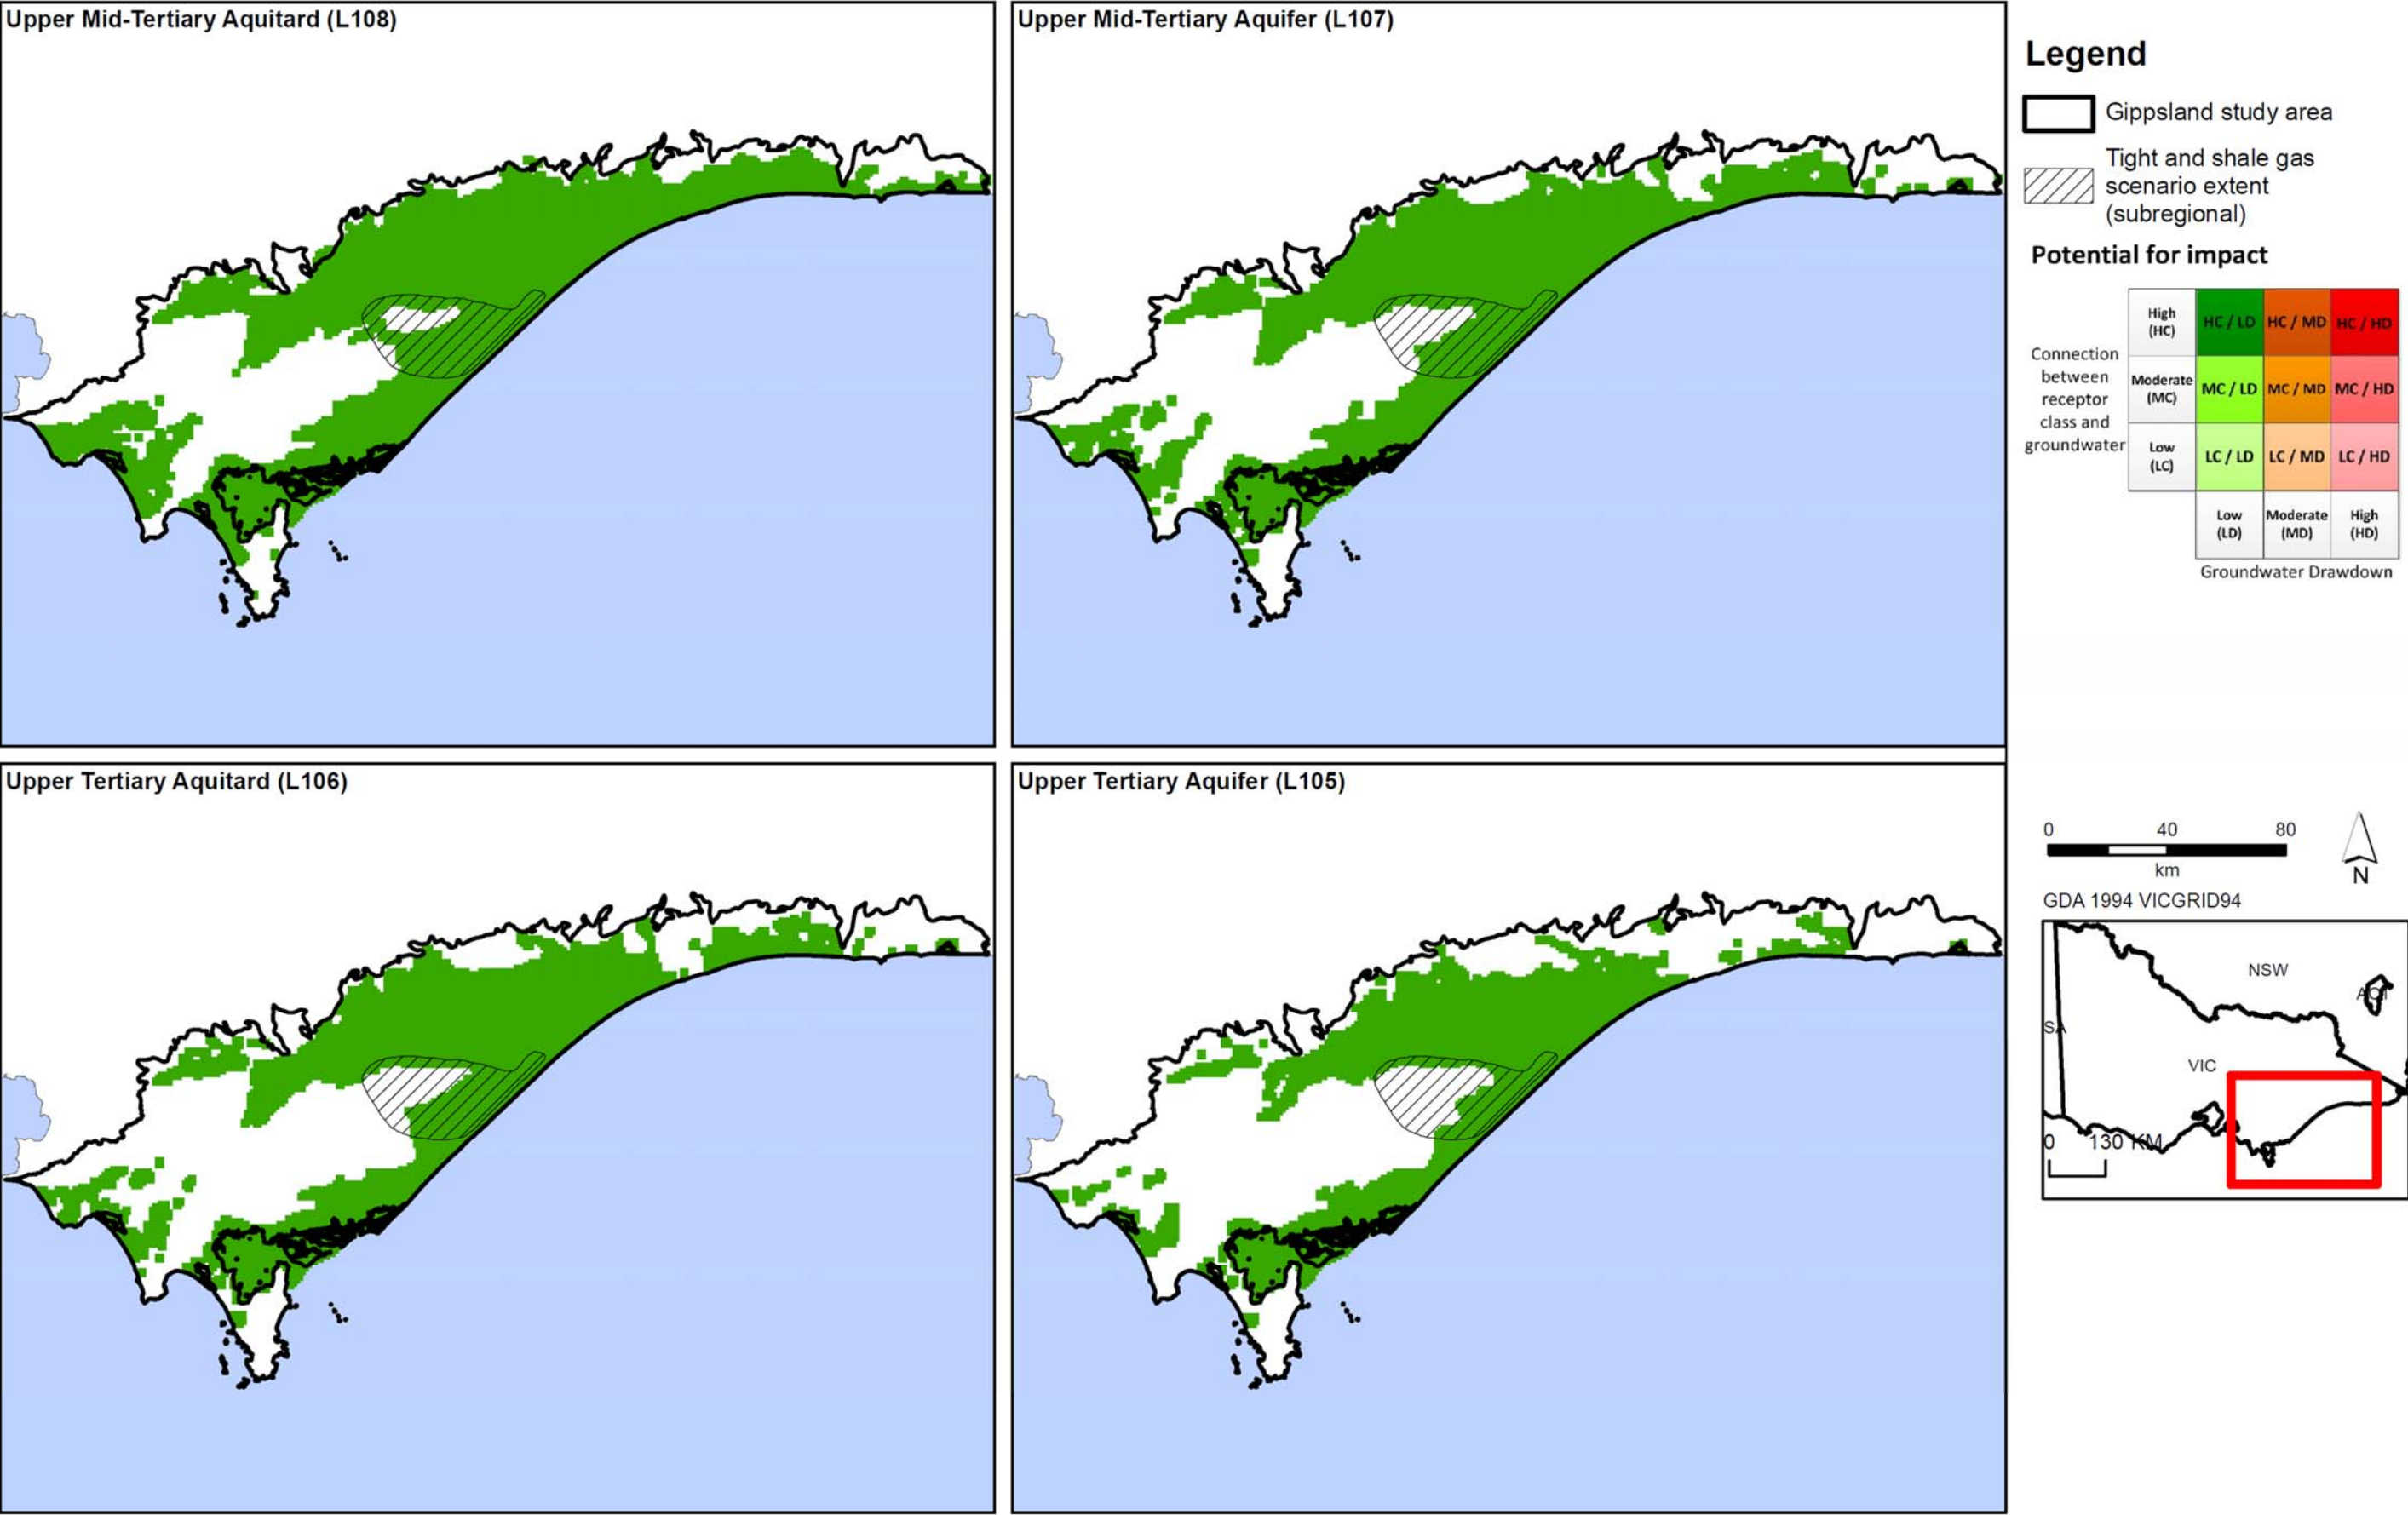 Upper Mid-Tertiary Aquitard (L108)
Upper Mid-Tertiary Aquifer (L107)
Upper Tertiary Aquitard (L106)
Upper Tertiary Aquifer (L105)
Legend
Gippsland study area
Tight and shale gas
scenario extent
(subregional)
Potential for impact
Connection
between
receptor
class and
groundwater
High
(HC)
HC / LD HC / MD HC / HD
Moderate
(MC)
MC / LD MC / MD MC / HD
Low
(LC)
LC / LD LC / MD LC / HD
Low
(LD)
Moderate
(MD)
High
(HD)
Groundwater Drawdown
0 40 80
km
N
GDA 1994 VICGRID94
NSW
ACT
SA
VIC
0 130 KM